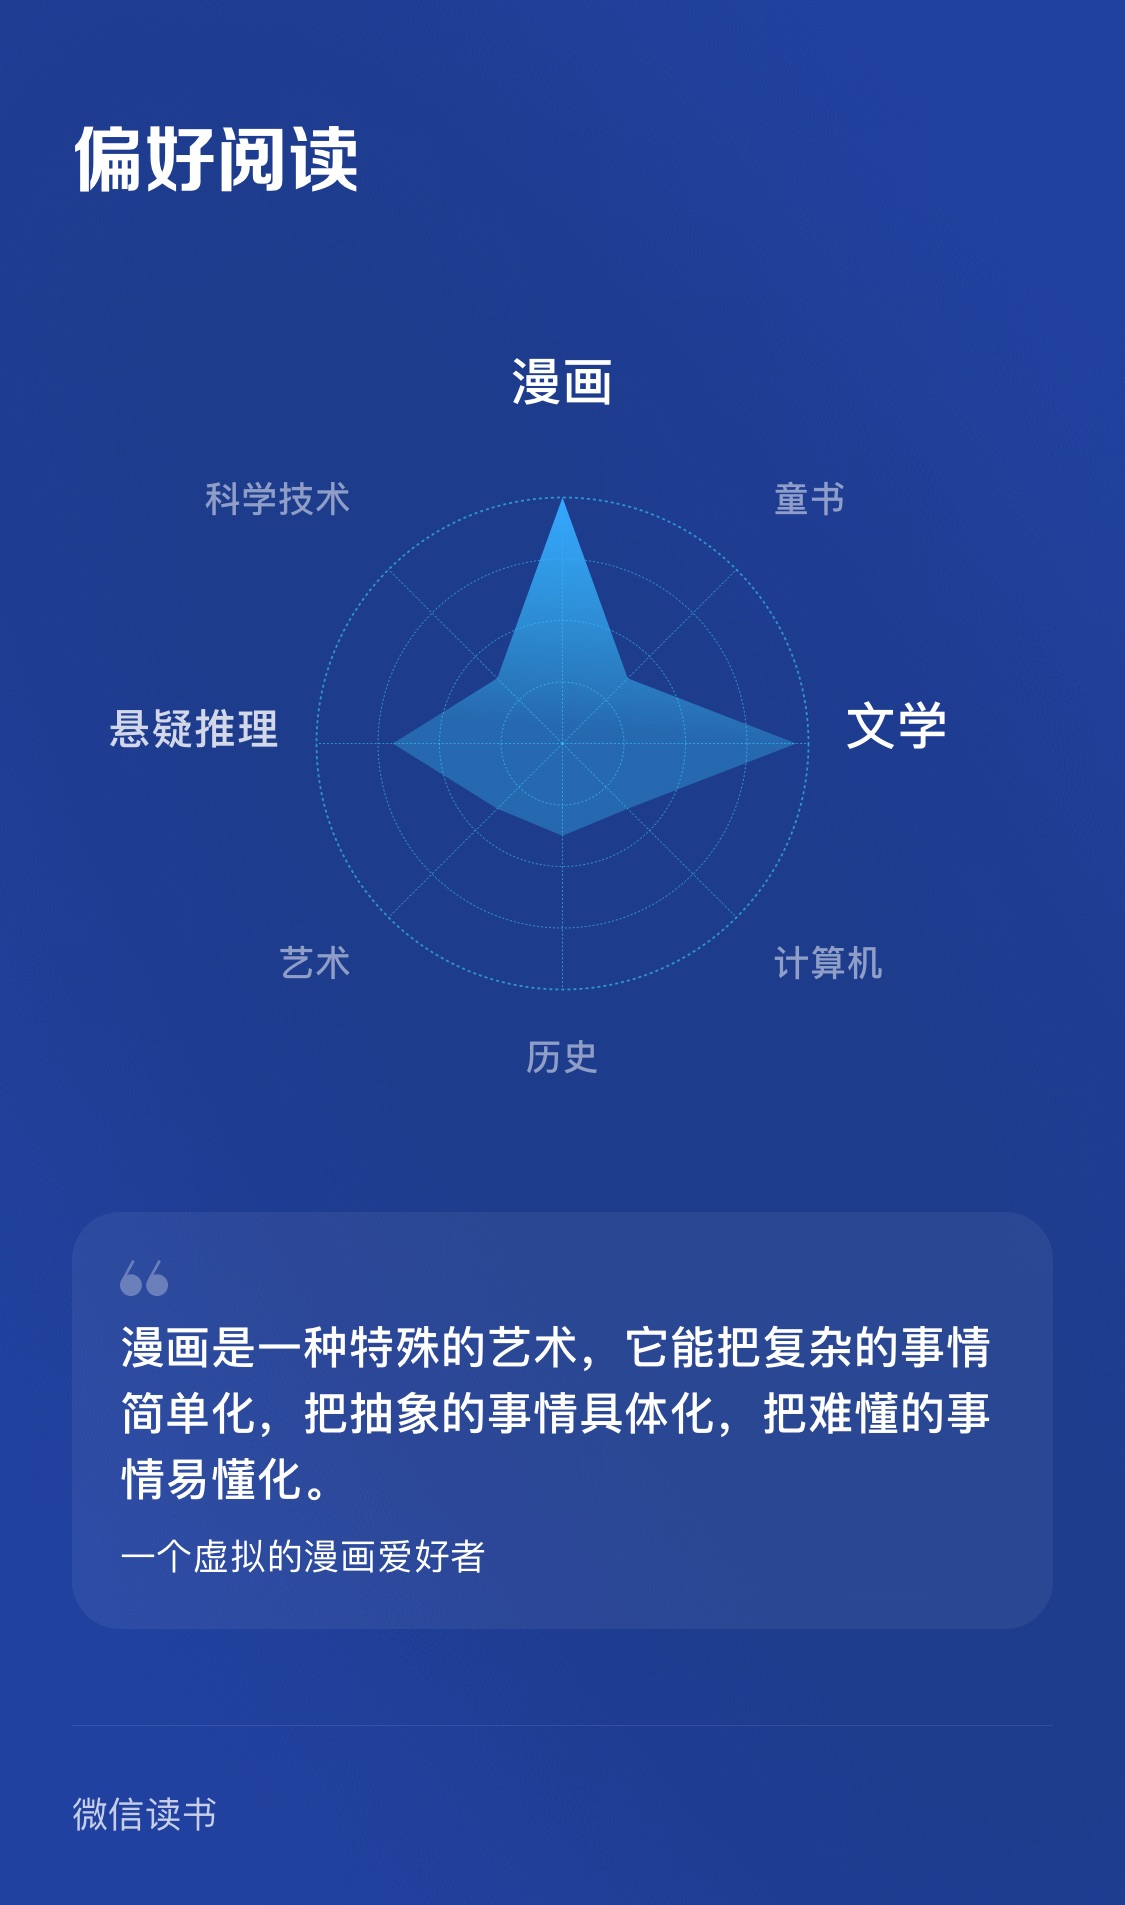 偏好阅读
漫画
科学技术
童书
悬疑推理
文学
艺术
计算机
历史
漫画是一种特殊的艺术，它能把复杂的事情
简单化，把抽象的事情具体化，把难懂的事
情易懂化。
一个虚拟的漫画爱好者
微信读书